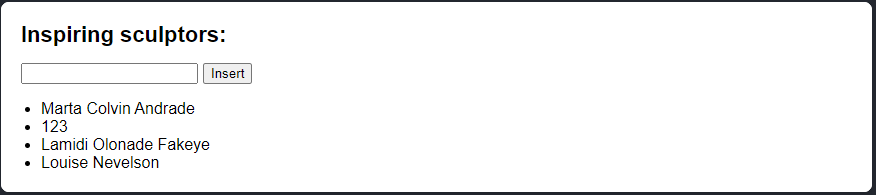 Inspiring sculptors:
Insert
Marta Colvin Andrade
123
Lamidi Olonade Fakeye
Louise Nevelson